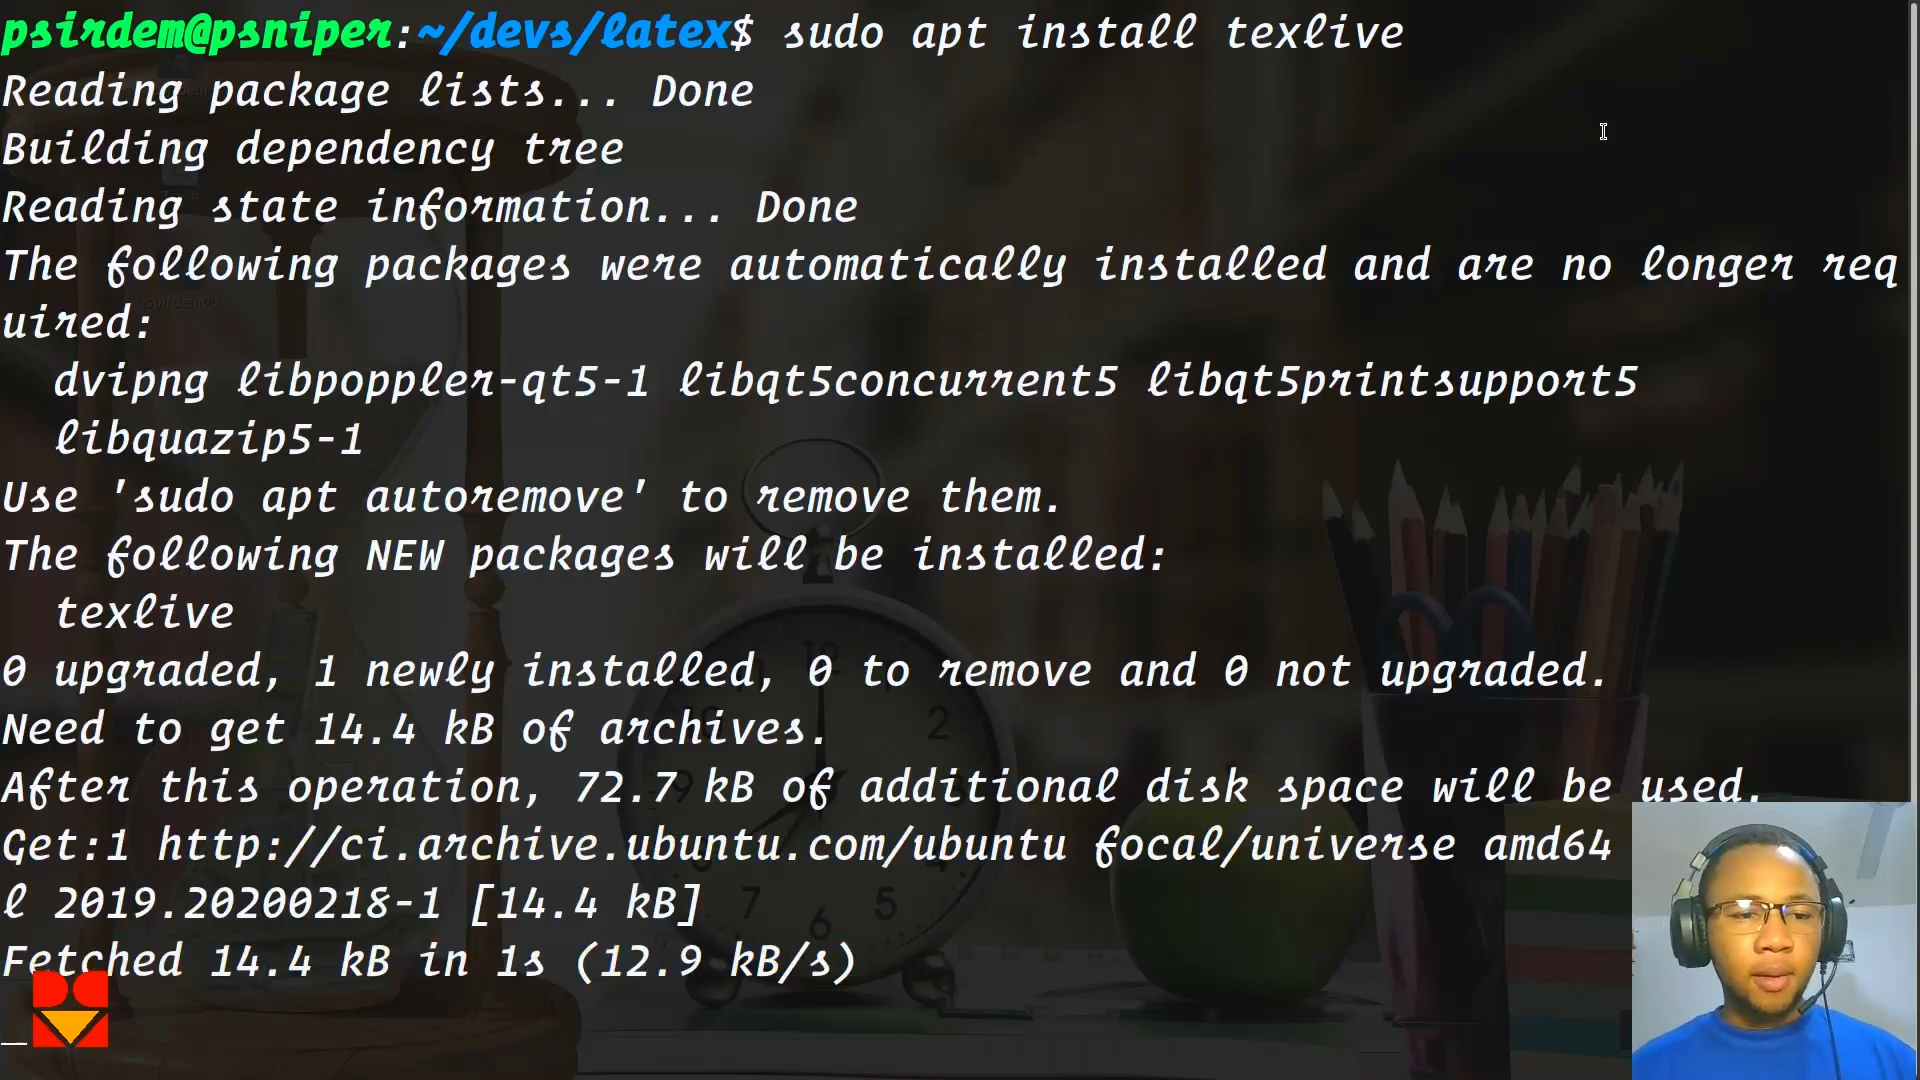 psirdem@psniper:~/devs/latex$ sudo apt install texlive
Reading package lists... Done
Building dependency tree
Reading state information... Done
The following packages were automatically installed and are no longer req
uired:
  dvipng libpoppler-qt5-1 libqt5concurrent5 libqt5printsupport5
  libquazip5-1
Use 'sudo apt autoremove' to remove them.
The following NEW packages will be installed:
  texlive
0 upgraded, 1 newly installed, 0 to remove and 0 not upgraded.
Need to get 14.4 kB of archives.
After this operation, 72.7 kB of additional disk space will be used.
Get:1 http://ci.archive.ubuntu.com/ubuntu focal/universe amd64
l 2019.20200218-1 [14.4 kB]
Fetched 14.4 kB in 1s (12.9 kB/s)